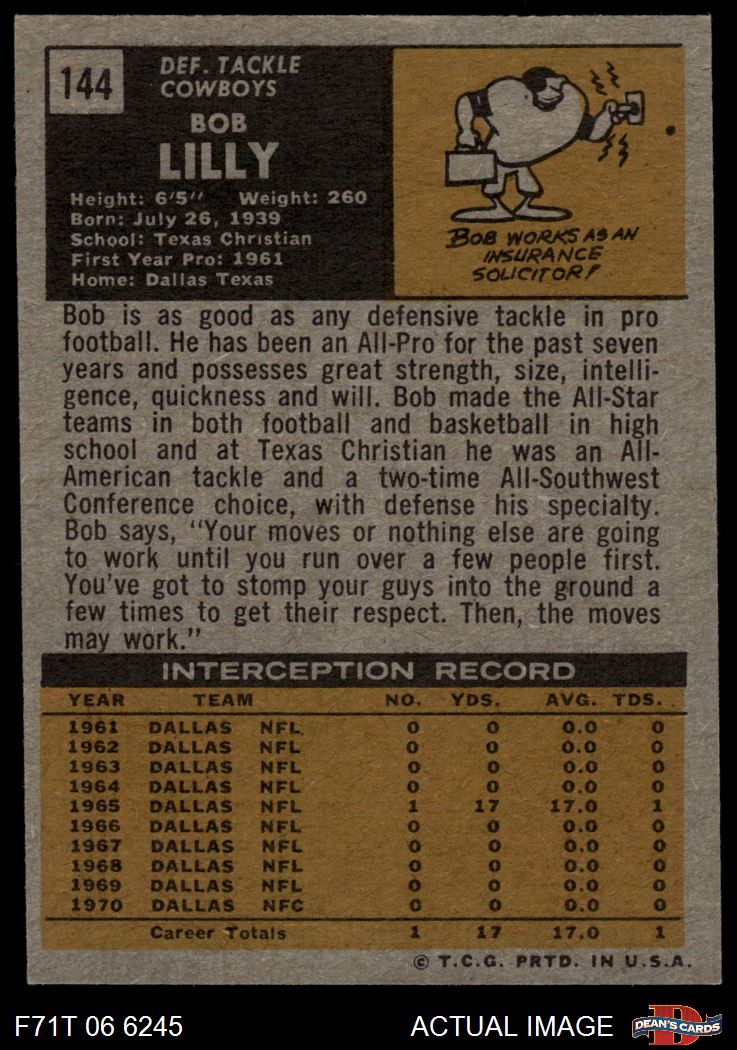 144
DEF. TACKLE
COWBOYS
BOB
LILLY
Height: 6'5" Weight: 260
Born: July 26, 1939
School: Texas Christian
First Year Pro: 1961
Home: Dallas Texas
BOB WORKS AS AN
INSURANCE
SOLICITOR!
Bob is as good as any defensive tackle in pro
football. He has been an All-Pro for the past seven
years and possesses great strength, size, intelli-
gence, quickness and will. Bob made the All-Star
teams in both football and basketball in high
school and at Texas Christian he was an All-
American tackle and a two-time All-Southwest
Conference choice, with defense his specialty.
Bob says, "Your moves or nothing else are going
to work until you run over a few people first.
You've got to stomp your guys into the ground a
few times to get their respect. Then, the moves
may work."
INTERCEPTION RECORD
YEAR TEAM NO. YDS. AVG. TDS.
1961 DALLAS NFL 0 0 0.0 0
1962 DALLAS NFL 0 0 0.0 0
1963 DALLAS NFL 0 0 0.0 0
1964 DALLAS NFL 0 0 0.0 0
1965 DALLAS NFL 1 17 17.0 1
1966 DALLAS NFL 0 0 0.0 0
1967 DALLAS NFL 0 0 0.0 0
1968 DALLAS NFL 0 0 0.0 0
1969 DALLAS NFL 0 0 0.0 0
1970 DALLAS NFC 0 0 0.0 0
Career Totals 1 17 17.0 1
© T.C.G. PRTD. IN U.S.A.
F71T 06 6245 ACTUAL IMAGE
DEAN'S CARDS